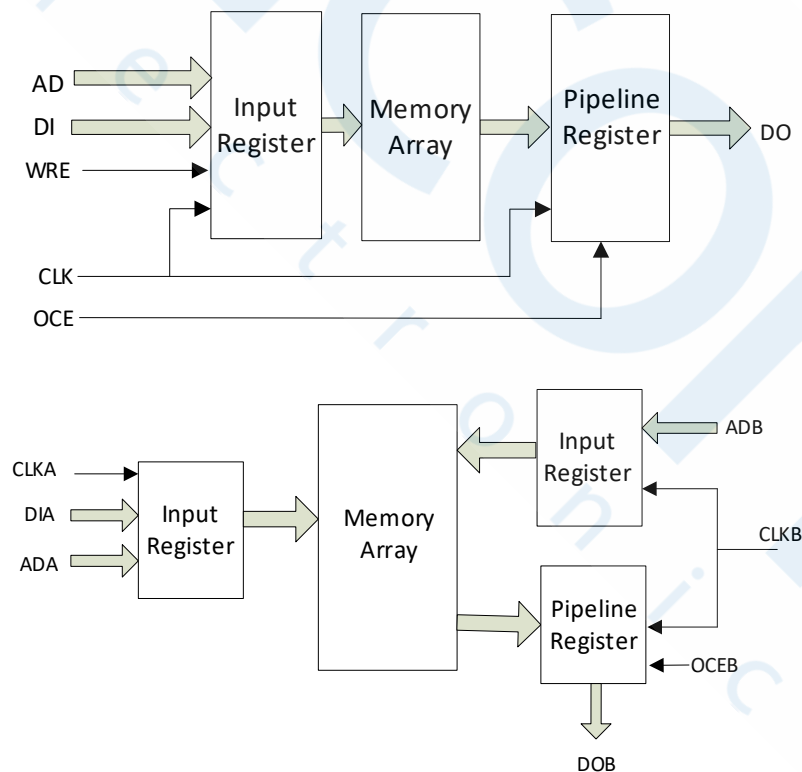 AD
DI
WRE
CLK
OCE
Input
Register
Memory
Array
Pipeline
Register
DO
CLKA
DIA
ADA
Input
Register
Memory
Array
Input
Register
ADB
CLKB
Pipeline
Register
OCEB
DOB
e c t r o n i c